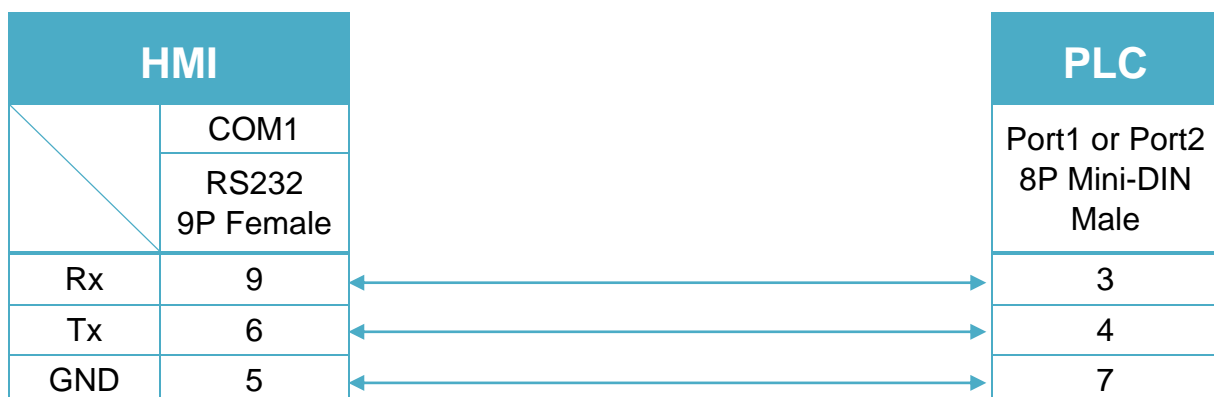 HMI
PLC
COM1
RS232
9P Female
Port1 or Port2
8P Mini-DIN
Male
Rx 9 3
Tx 6 4
GND 5 7